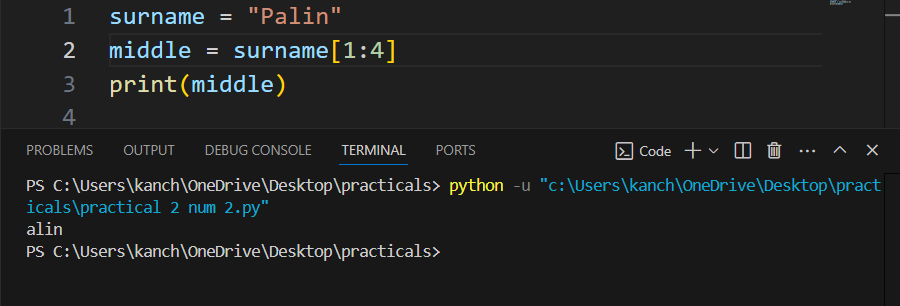 1 surname = "Palin"
2 middle = surname[1:4]
3 print(middle)
4
PROBLEMS OUTPUT DEBUG CONSOLE TERMINAL PORTS Code
PS C:\Users\kanch\OneDrive\Desktop\practicals> python -u "c:\Users\kanch\OneDrive\Desktop\pract
icals\practical 2 num 2.py"
alin
PS C:\Users\kanch\OneDrive\Desktop\practicals>